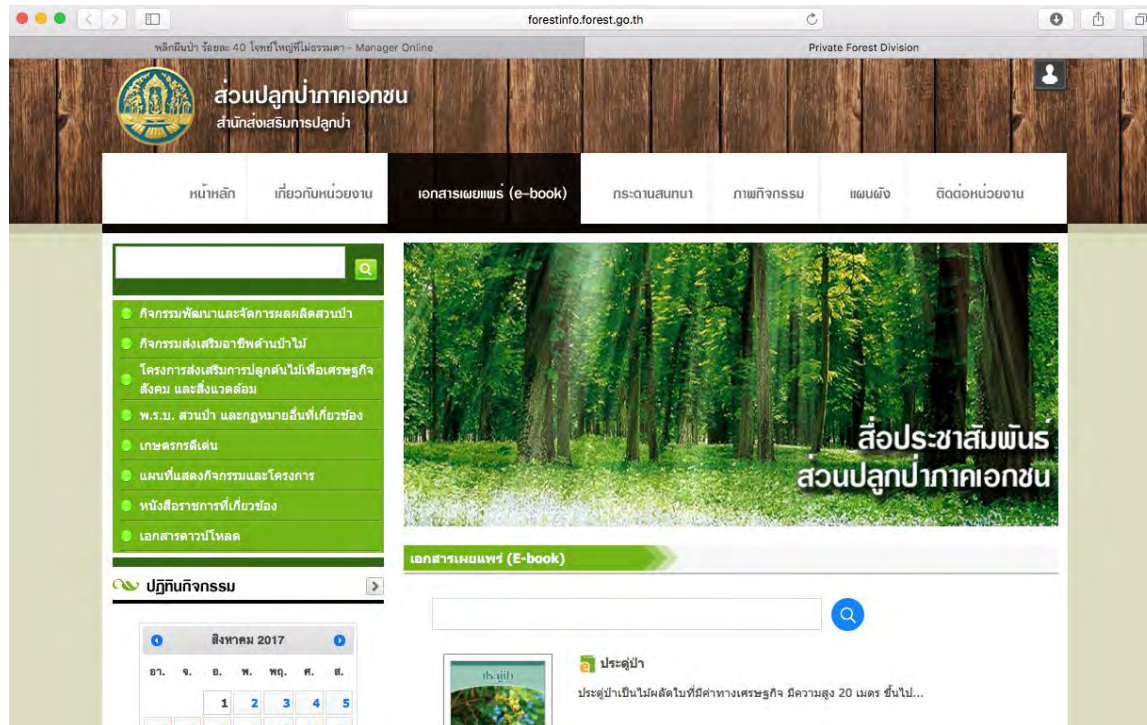 forestinfo.forest.go.th
พลิกผืนป่า ร้อยละ 40 โจทย์ใหญ่ที่ไม่ธรรมดา - Manager Online
Private Forest Division
ส่วนปลูกป่าภาคเอกชน
สำนักส่งเสริมการปลูกป่า
หน้าหลัก เกี่ยวกับหน่วยงาน เอกสารเผยแพร่ (e-book) กระดานสนทนา ภาพกิจกรรม แผนผัง ติดต่อหน่วยงาน
กิจกรรมพัฒนาและจัดการผลผลิตสวนป่า
กิจกรรมส่งเสริมอาชีพด้านป่าไม้
โครงการส่งเสริมการปลูกต้นไม้เพื่อเศรษฐกิจ
สังคม และสิ่งแวดล้อม
พ.ร.บ. สวนป่า และกฎหมายอื่นที่เกี่ยวข้อง
เกษตรกรดีเด่น
แผนที่แสดงกิจกรรมและโครงการ
หนังสือราชการที่เกี่ยวข้อง
เอกสารดาวน์โหลด
สื่อประชาสัมพันธ์
ส่วนปลูกป่าภาคเอกชน
ปฏิทินกิจกรรม
สิงหาคม 2017
อา. จ. อ. พ. พฤ. ศ. ส.
1 2 3 4 5
เอกสารเผยแพร่ (E-book)
ประดู่ป่า
ประดู่ป่า
ประดู่ป่าเป็นไม้ผลัดใบที่มีค่าทางเศรษฐกิจ มีความสูง 20 เมตร ขึ้นไป...